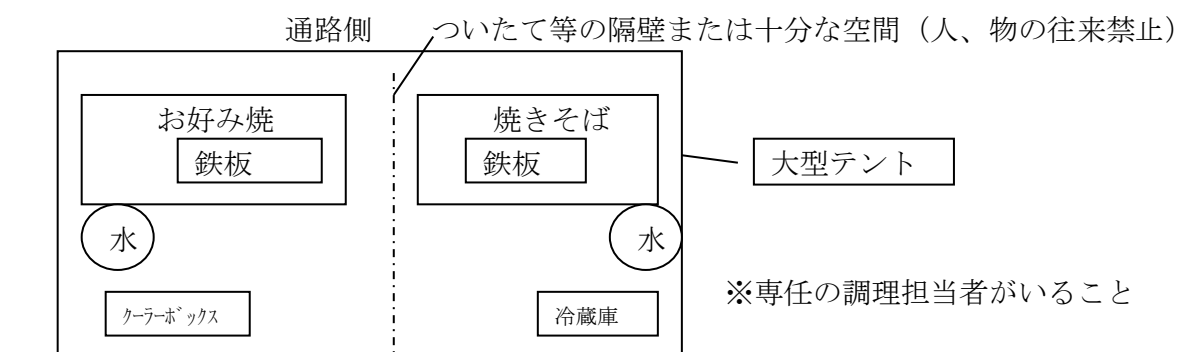 通路側 ついたて等の隔壁または十分な空間（人、物の往来禁止）
お好み焼 焼きそば
鉄板 鉄板 大型テント
水 水
※専任の調理担当者がいること
ｸｰﾗｰﾎﾞｯｸｽ 冷蔵庫